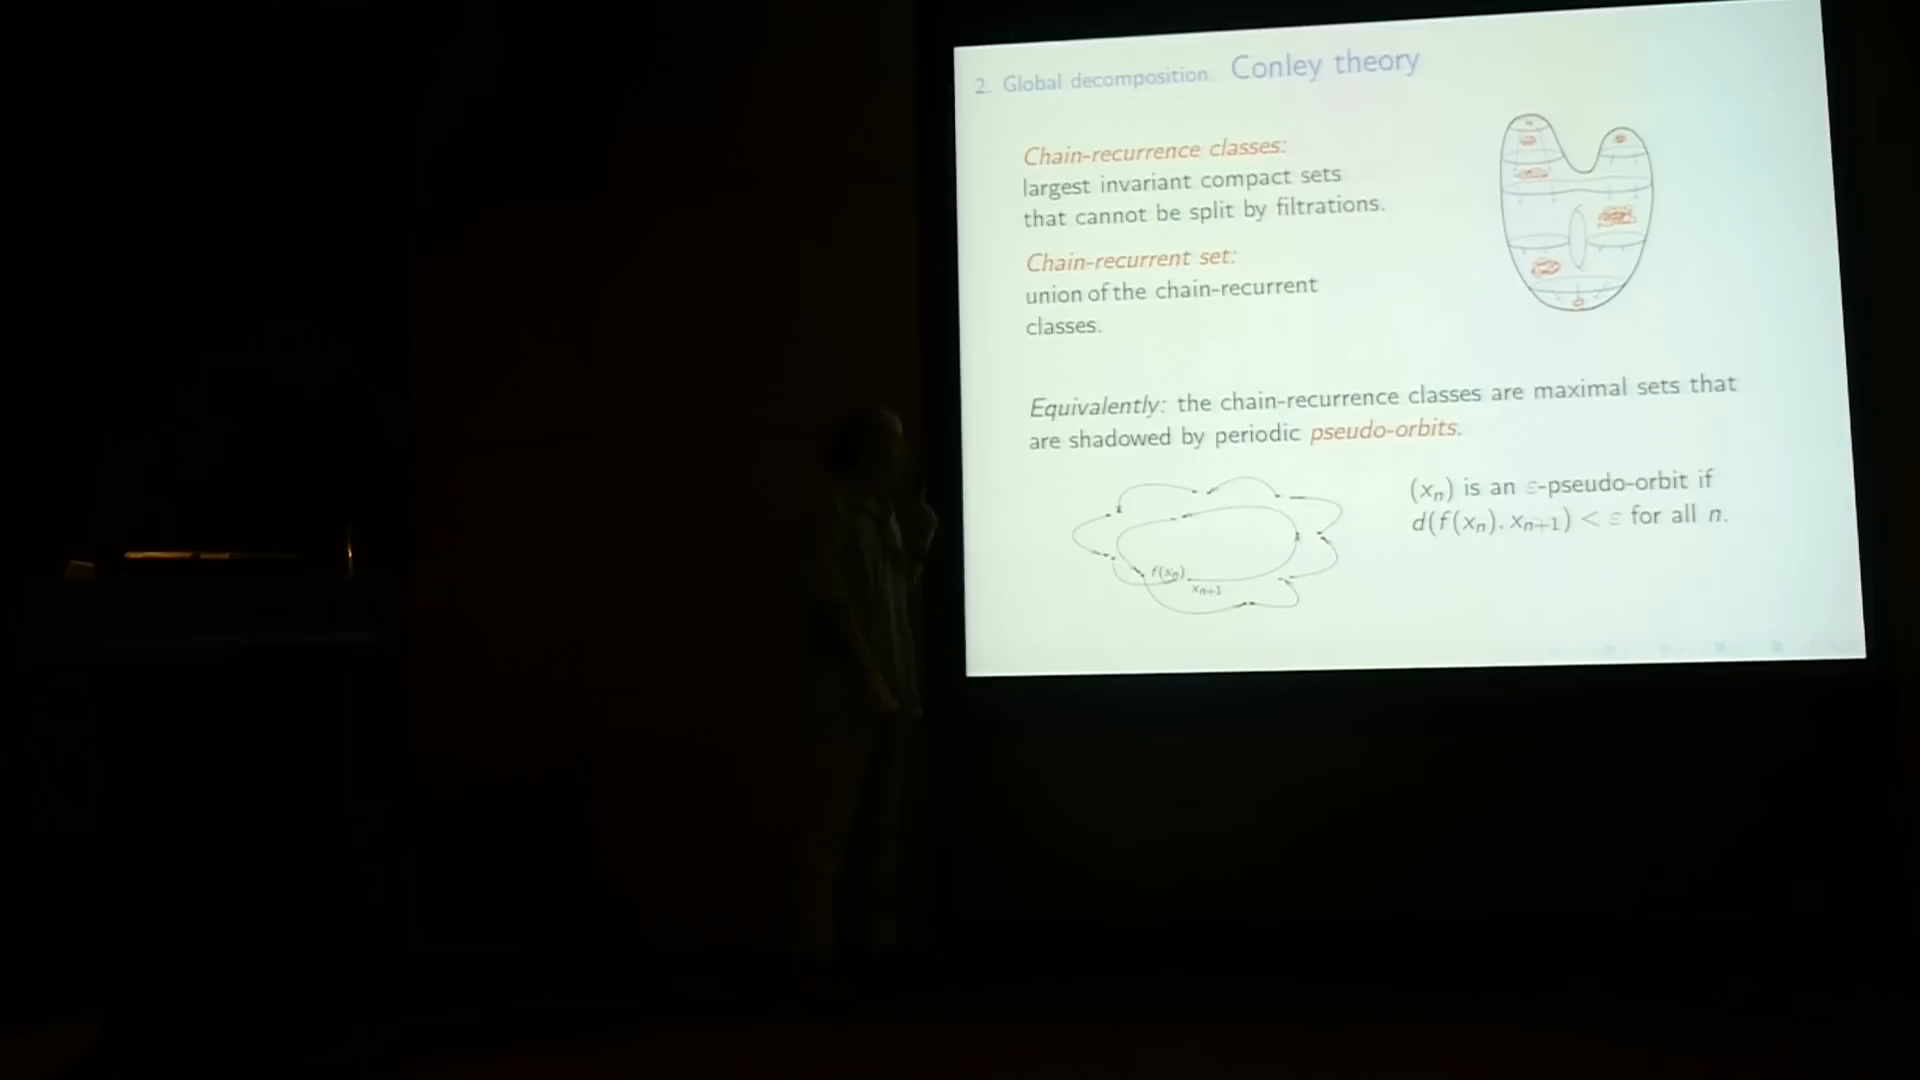 2. Global decomposition. Conley theory
Chain-recurrence classes:
largest invariant compact sets
that cannot be split by filtrations.
Chain-recurrent set:
union of the chain-recurrent
classes.
Equivalently: the chain-recurrence classes are maximal sets that
are shadowed by periodic pseudo-orbits.
(xₙ) is an ε-pseudo-orbit if
d(f(xₙ), xₙ₊₁) < ε for all n.
f(xₙ)
xₙ₊₁